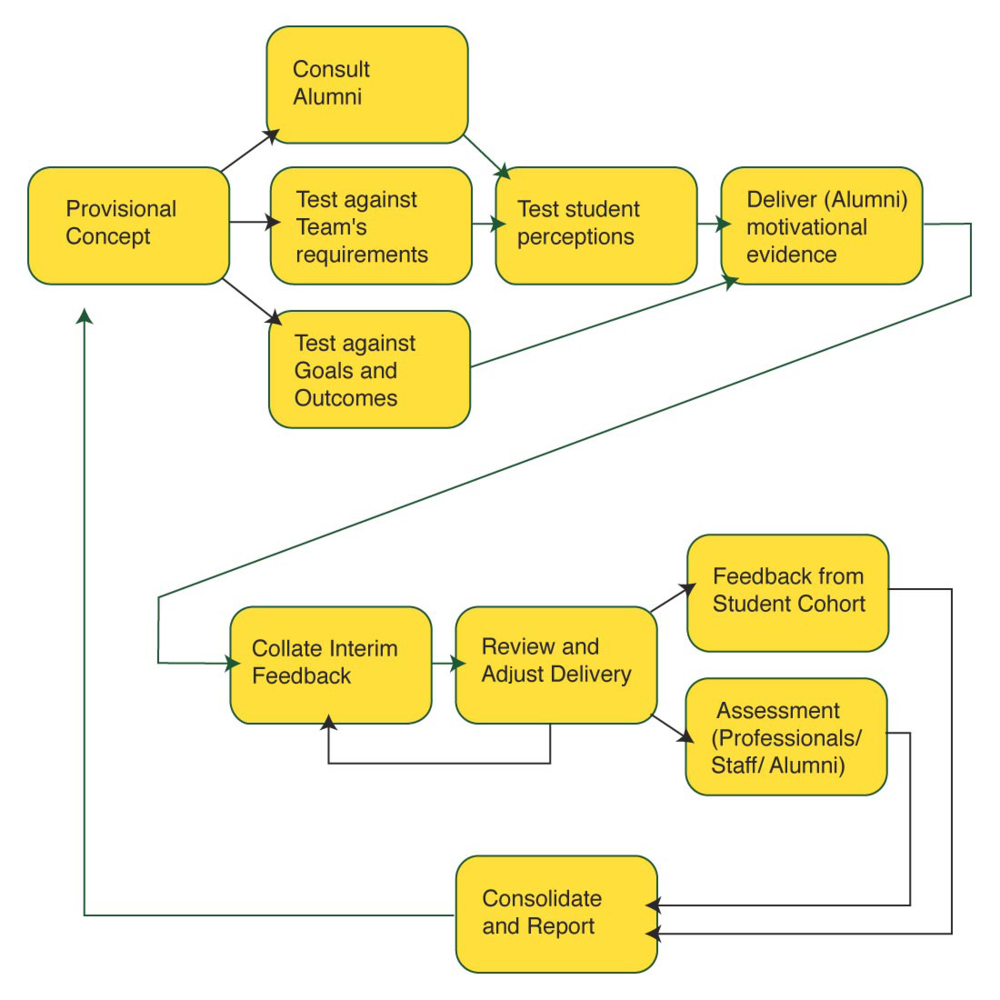 Consult
Alumni
Provisional
Concept
Test against
Team's
requirements
Test student
perceptions
Deliver (Alumni)
motivational
evidence
Test against
Goals and
Outcomes
Feedback from
Student Cohort
Collate Interim
Feedback
Review and
Adjust Delivery
Assessment
(Professionals/
Staff/ Alumni)
Consolidate
and Report